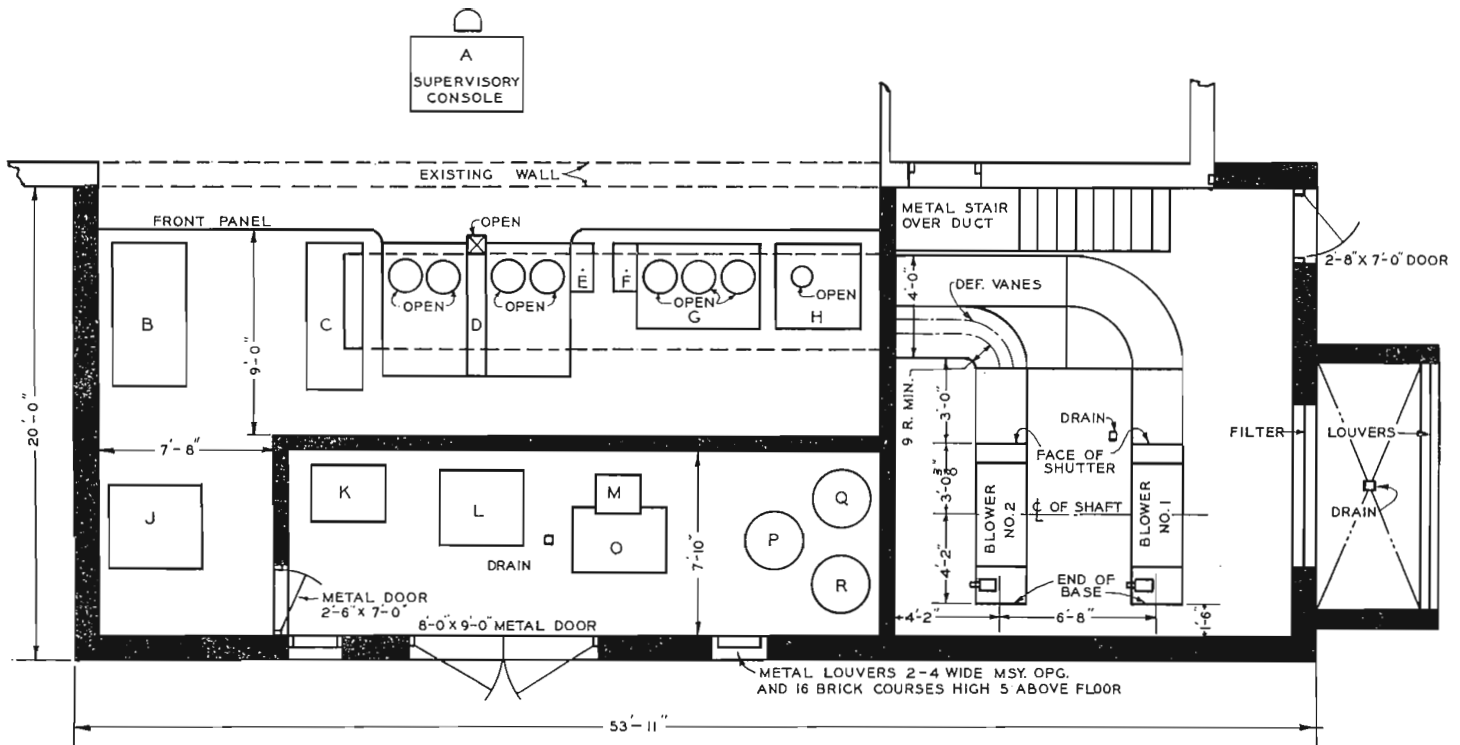 A
SUPERVISORY
CONSOLE
EXISTING WALL
FRONT PANEL
OPEN
METAL STAIR
OVER DUCT
2'-8" X 7'-0" DOOR
4'-0"
DEF. VANES
B
C
OPEN
OPEN
D
E
F
OPEN
G
OPEN
H
9'-0"
20'-0"
7'-8"
9 R. MIN.
3'-0"
DRAIN
FACE OF
SHUTTER
FILTER
LOUVERS
DRAIN
J
K
L
M
O
P
Q
R
DRAIN
7'-10"
3'-0 3/8"
BLOWER
NO.2
℄ OF SHAFT
BLOWER
NO.1
4'-2"
END OF
BASE
METAL DOOR
2'-6" X 7'-0"
8'-0" X 9'-0" METAL DOOR
4'-2"
6'-8"
1'-6"
METAL LOUVERS 2-4 WIDE MSY. OPG.
AND 16 BRICK COURSES HIGH 5 ABOVE FLOOR
53'-11"